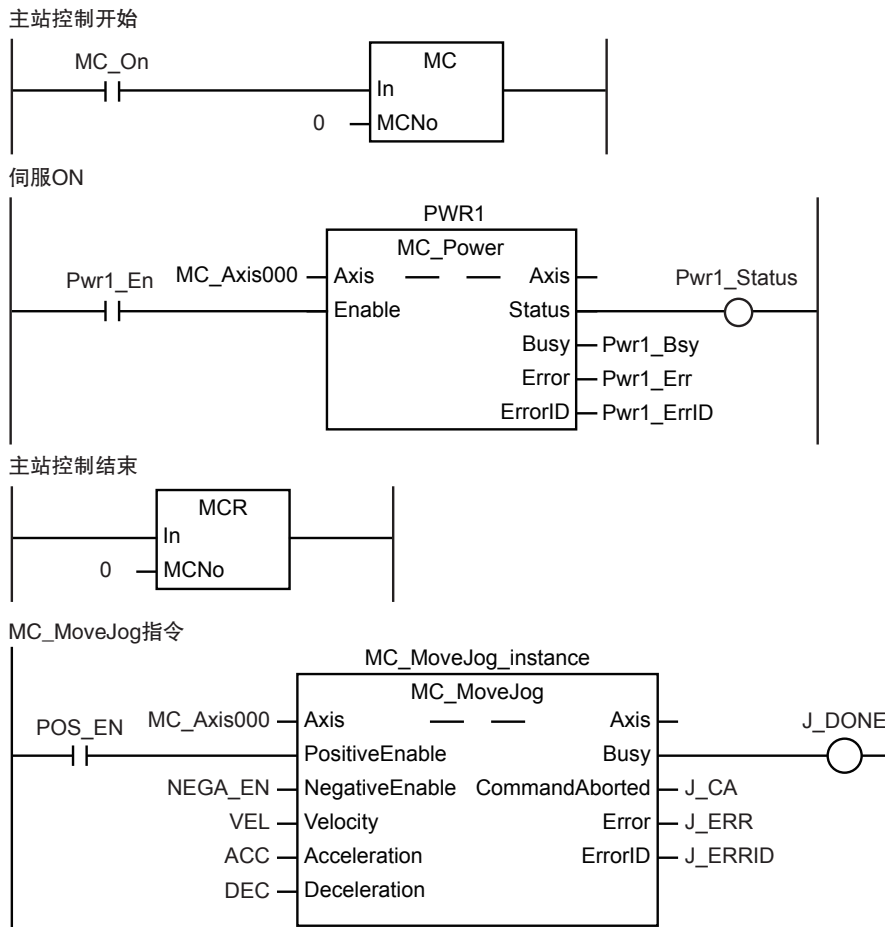 主站控制开始
MC_On
MC
In
0 MCNo
伺服ON
PWR1
MC_Power
Pwr1_En MC_Axis000 Axis Axis Pwr1_Status
Enable Status
Busy Pwr1_Bsy
Error Pwr1_Err
ErrorID Pwr1_ErrID
主站控制结束
MCR
In
0 MCNo
MC_MoveJog指令
MC_MoveJog_instance
MC_MoveJog
POS_EN MC_Axis000 Axis Axis J_DONE
PositiveEnable Busy
NEGA_EN NegativeEnable CommandAborted J_CA
VEL Velocity Error J_ERR
ACC Acceleration ErrorID J_ERRID
DEC Deceleration